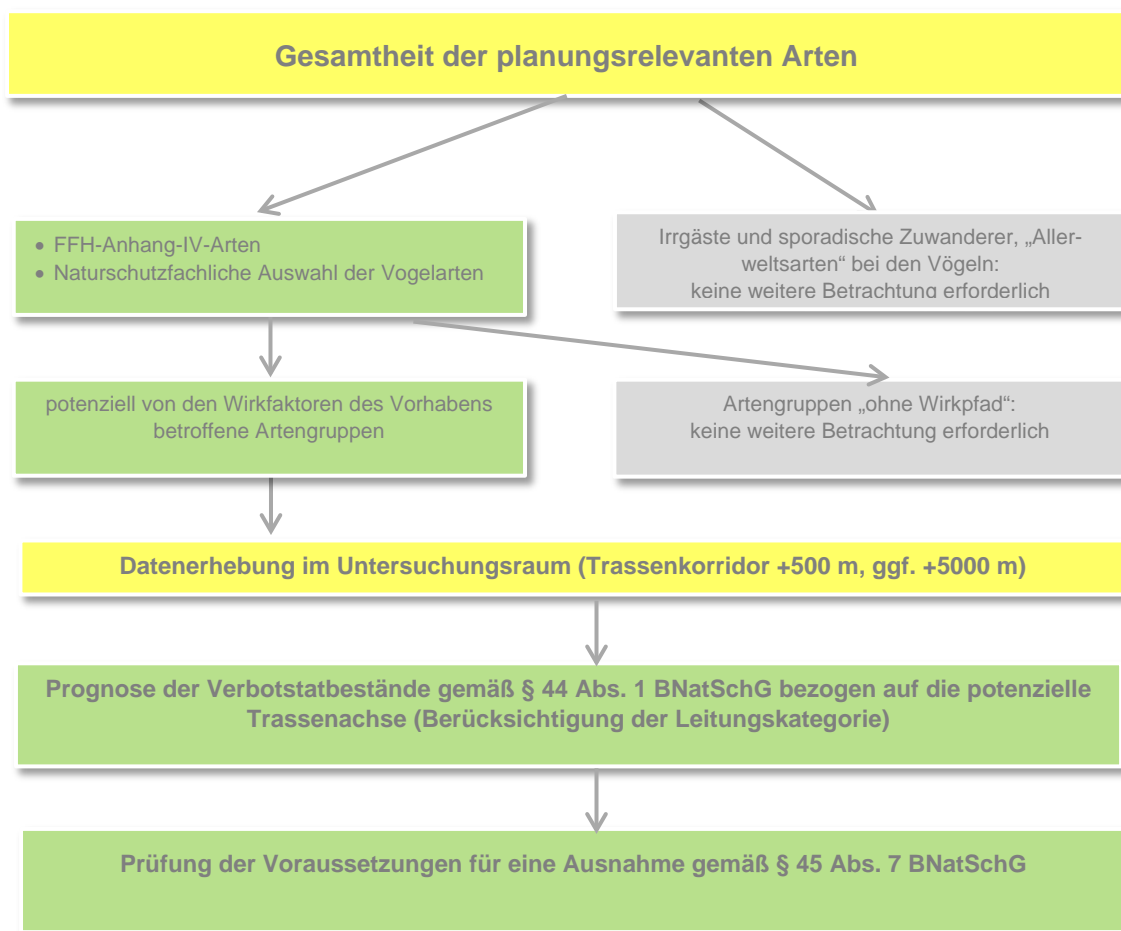 Gesamtheit der planungsrelevanten Arten
• FFH-Anhang-IV-Arten
• Naturschutzfachliche Auswahl der Vogelarten
Irrgäste und sporadische Zuwanderer, „Aller-
weltsarten“ bei den Vögeln:
keine weitere Betrachtung erforderlich
potenziell von den Wirkfaktoren des Vorhabens
betroffene Artengruppen
Artengruppen „ohne Wirkpfad“:
keine weitere Betrachtung erforderlich
Datenerhebung im Untersuchungsraum (Trassenkorridor +500 m, ggf. +5000 m)
Prognose der Verbotstatbestände gemäß § 44 Abs. 1 BNatSchG bezogen auf die potenzielle
Trassenachse (Berücksichtigung der Leitungskategorie)
Prüfung der Voraussetzungen für eine Ausnahme gemäß § 45 Abs. 7 BNatSchG